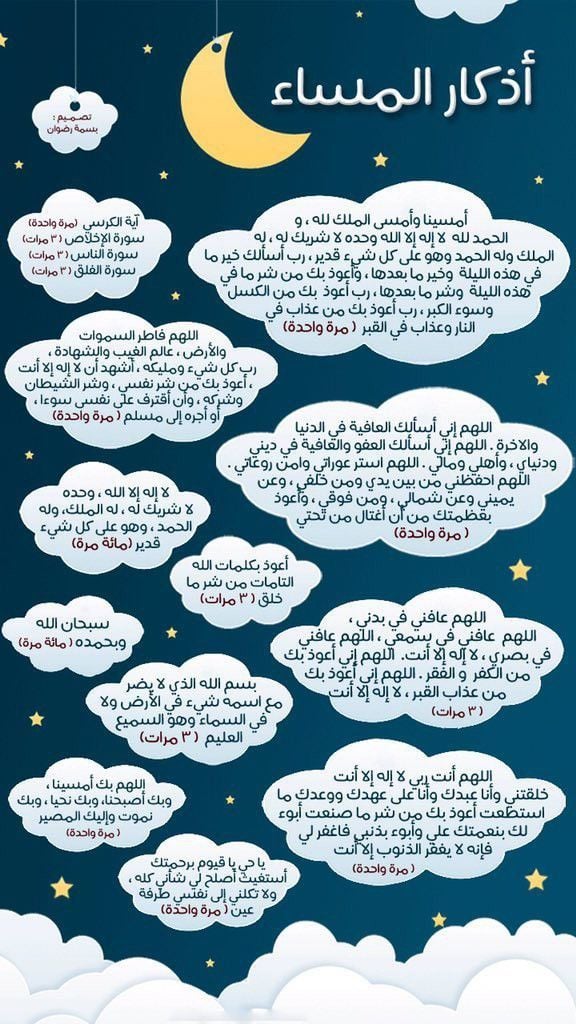 أذكار المساء
تصميم :
بسمة رضوان
أمسينا وأمسى الملك لله ، و
الحمد لله لا إله إلا الله وحده لا شريك له ، له
الملك وله الحمد وهو على كل شيء قدير ، رب أسألك خير ما
في هذه الليلة وخير ما بعدها ، وأعوذ بك من شر ما في
هذه الليلة وشر ما بعدها ، رب أعوذ بك من الكسل
وسوء الكبر ، رب أعوذ بك من عذاب في
النار وعذاب في القبر ( مرة واحدة)
آية الكرسي (مرة واحدة)
سورة الإخلاص ( ٣ مرات)
سورة الناس ( ٣ مرات)
سورة الفلق ( ٣ مرات)
اللهم فاطر السموات
والأرض ، عالم الغيب والشهادة ،
رب كل شيء ومليكه ، أشهد أن لا إله إلا أنت
، أعوذ بك من شر نفسي ، وشر الشيطان
وشركه ، وأن أقترف على نفسي سوءا ،
أو أجره إلى مسلم ( مرة واحدة)
اللهم إني أسألك العافية في الدنيا
والاخرة . اللهم إني أسألك العفو والعافية في ديني
ودنياي ، وأهلي ومالي . اللهم استر عوراتي وامن روعاتي .
اللهم احفظني من بين يدي ومن خلفي ، وعن
يميني وعن شمالي ، ومن فوقي ، وأعوذ
بعظمتك من أن أغتال من تحتي
( مرة واحدة)
لا إله إلا الله ، وحده
لا شريك له ، له الملك، وله
الحمد ، وهو على كل شيء
قدير (مائة مرة)
أعوذ بكلمات الله
التامات من شر ما
خلق ( ٣ مرات)
سبحان الله
وبحمده ( مائة مرة)
اللهم عافني في بدني ،
اللهم عافني في سمعي ، اللهم عافني
في بصري ، لا إله إلا أنت. اللهم إني أعوذ بك
من الكفر و الفقر . اللهم إني أعوذ بك
من عذاب القبر ، لا إله إلا أنت
( ٣ مرات)
بسم الله الذي لا يضر
مع اسمه شيء في الأرض ولا
في السماء وهو السميع
العليم ( ٣ مرات)
اللهم أنت ربي لا إله إلا أنت
خلقتني وأنا عبدك وأنا على عهدك ووعدك ما
استطعت أعوذ بك من شر ما صنعت أبوء
لك بنعمتك علي وأبوء بذنبي فاغفر لي
فإنه لا يغفر الذنوب إلا أنت
( مرة واحدة)
اللهم بك أمسينا ،
وبك أصبحنا، وبك نحيا ، وبك
نموت وإليك المصير
( مرة واحدة)
يا حي يا قيوم برحمتك
أستغيث أصلح لي شأني كله ،
ولا تكلني إلى نفسي طرفة
عين ( مرة واحدة)